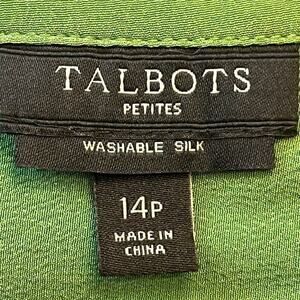 TALBOTS
PETITES
WASHABLE SILK
14P
MADE IN
CHINA